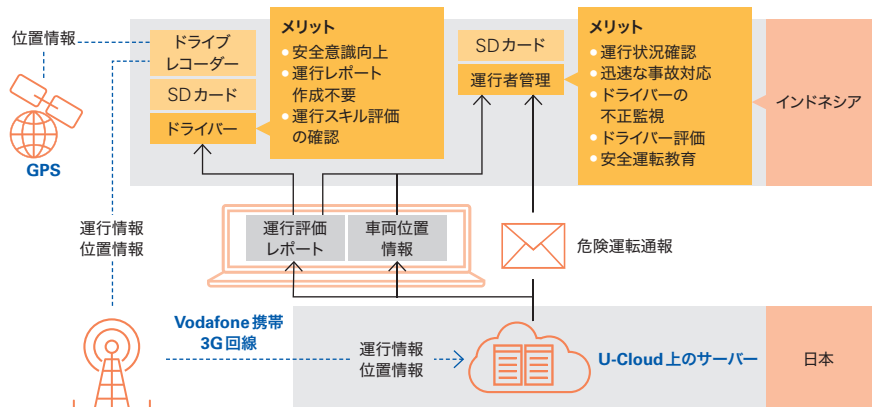 位置情報
ドライブ
レコーダー
SDカード
ドライバー
メリット
• 安全意識向上
• 運行レポート
作成不要
• 運行スキル評価
の確認
SDカード
運行者管理
メリット
• 運行状況確認
• 迅速な事故対応
• ドライバーの
不正監視
• ドライバー評価
• 安全運転教育
インドネシア
GPS
運行情報
位置情報
運行評価
レポート
車両位置
情報
危険運転通報
Vodafone携帯
3G回線
運行情報
位置情報
U-Cloud上のサーバー
日本